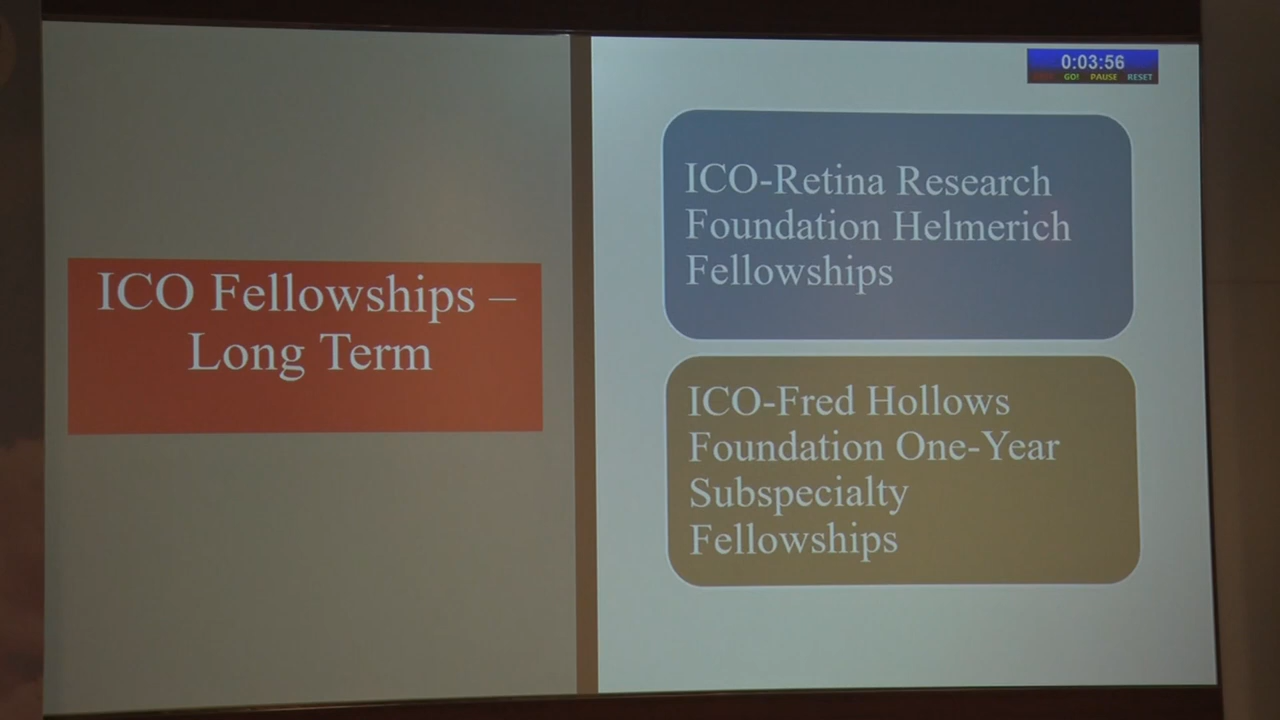 ICO Fellowships –
Long Term
0:03:56
GO! PAUSE RESET
ICO-Retina Research
Foundation Helmerich
Fellowships
ICO-Fred Hollows
Foundation One-Year
Subspecialty
Fellowships